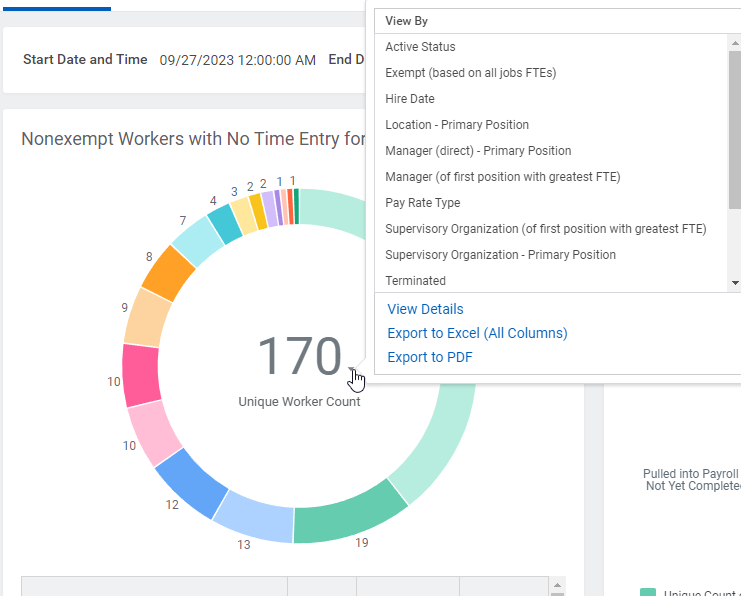 Start Date and Time 09/27/2023 12:00:00 AM End D
Nonexempt Workers with No Time Entry for
View By
Active Status
Exempt (based on all jobs FTEs)
Hire Date
Location - Primary Position
Manager (direct) - Primary Position
Manager (of first position with greatest FTE)
Pay Rate Type
Supervisory Organization (of first position with greatest FTE)
Supervisory Organization - Primary Position
Terminated
View Details
Export to Excel (All Columns)
Export to PDF
1
1
2
2
3
4
7
8
9
10
10
12
13
19
170
Unique Worker Count
Pulled into Payroll
Not Yet Completed
Unique Count